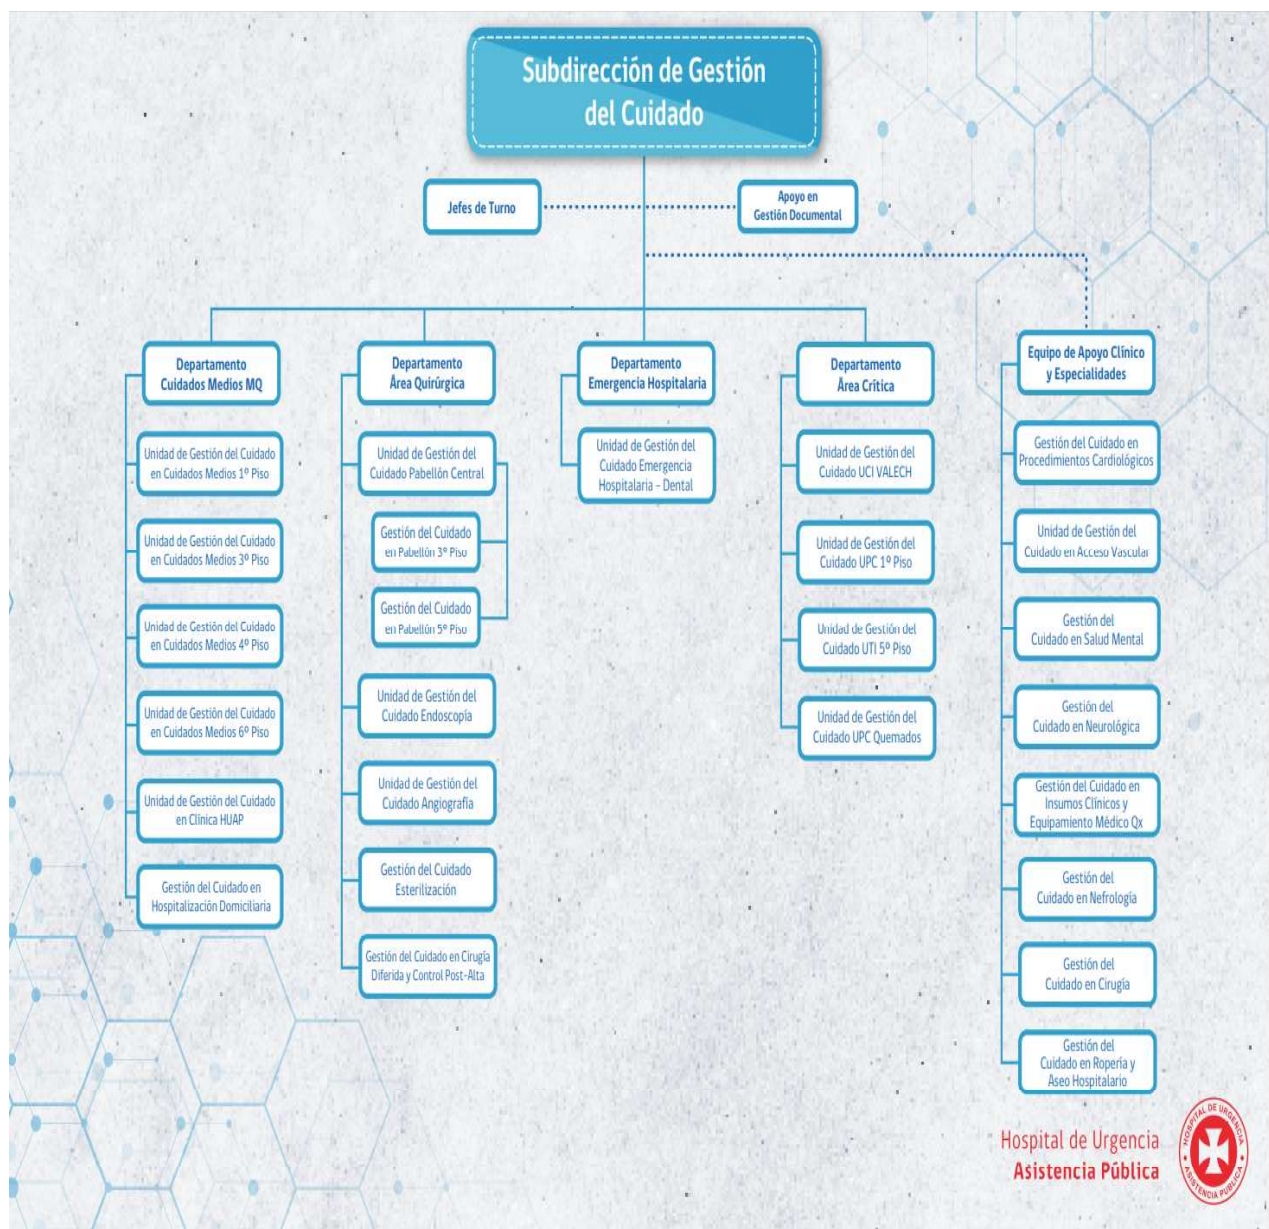 Subdirección de Gestión
del Cuidado
Jefes de Turno
Apoyo en
Gestión Documental
Departamento
Cuidados Medios MQ
Unidad de Gestión del Cuidado
en Cuidados Medios 1º Piso
Unidad de Gestión del Cuidado
en Cuidados Medios 3º Piso
Unidad de Gestión del Cuidado
en Cuidados Medios 4º Piso
Unidad de Gestión del Cuidado
en Cuidados Medios 6º Piso
Unidad de Gestión del Cuidado
en Clínica HUAP
Gestión del Cuidado en
Hospitalización Domiciliaria
Departamento
Área Quirúrgica
Unidad de Gestión del
Cuidado Pabellón Central
Gestión del Cuidado
en Pabellón 3º Piso
Gestión del Cuidado
en Pabellón 5º Piso
Unidad de Gestión del
Cuidado Endoscopía
Unidad de Gestión del
Cuidado Angiografía
Gestión del Cuidado
Esterilización
Gestión del Cuidado en Cirugía
Diferida y Control Post-Alta
Departamento
Emergencia Hospitalaria
Unidad de Gestión del
Cuidado Emergencia
Hospitalaria – Dental
Departamento
Área Crítica
Unidad de Gestión del
Cuidado UCI VALECH
Unidad de Gestión del
Cuidado UPC 1º Piso
Unidad de Gestión del
Cuidado UTI 5º Piso
Unidad de Gestión del
Cuidado UPC Quemados
Equipo de Apoyo Clínico
y Especialidades
Gestión del Cuidado en
Procedimientos Cardiológicos
Unidad de Gestión del
Cuidado en Acceso Vascular
Gestión del
Cuidado en Salud Mental
Gestión del
Cuidado en Neurológica
Gestión del Cuidado en
Insumos Clínicos y
Equipamiento Médico Qx
Gestión del
Cuidado en Nefrología
Gestión del
Cuidado en Cirugía
Gestión del
Cuidado en Ropería y
Aseo Hospitalario
Hospital de Urgencia
Asistencia Pública
HOSPITAL DE URGENCIA
ASISTENCIA PUBLICA